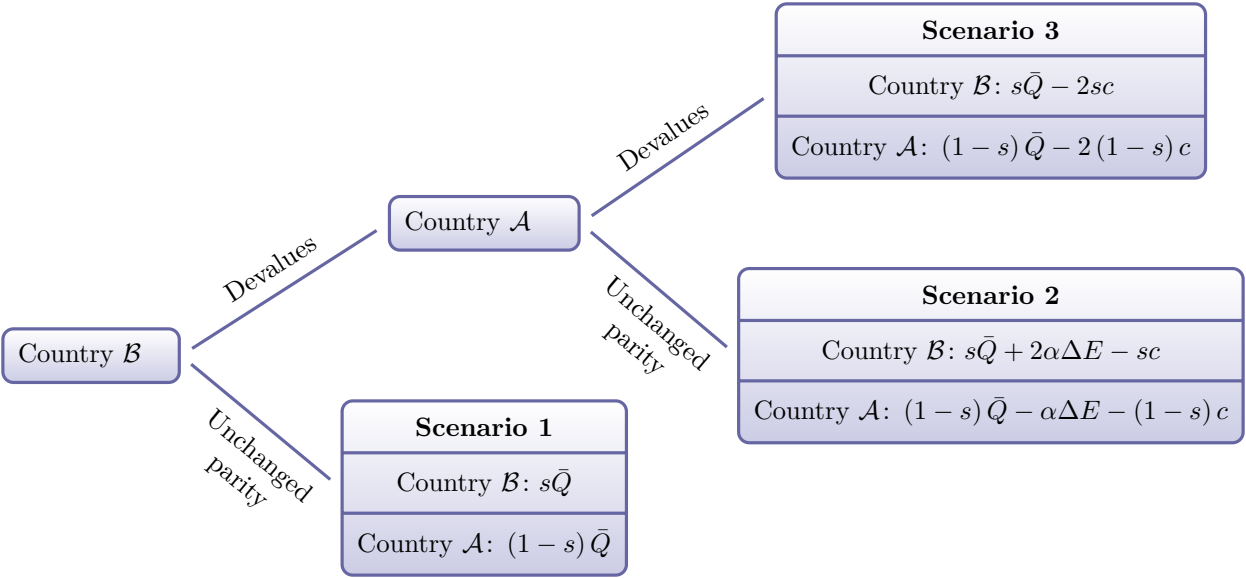 Scenario 3
Country ℬ: sQ̄ − 2sc
Country 𝒜: (1 − s) Q̄ − 2 (1 − s) c
Devalues
Country 𝒜
Devalues
Unchanged
parity
Scenario 2
Country ℬ: sQ̄ + 2αΔE − sc
Country 𝒜: (1 − s) Q̄ − αΔE − (1 − s) c
Country ℬ
Unchanged
parity
Scenario 1
Country ℬ: sQ̄
Country 𝒜: (1 − s) Q̄